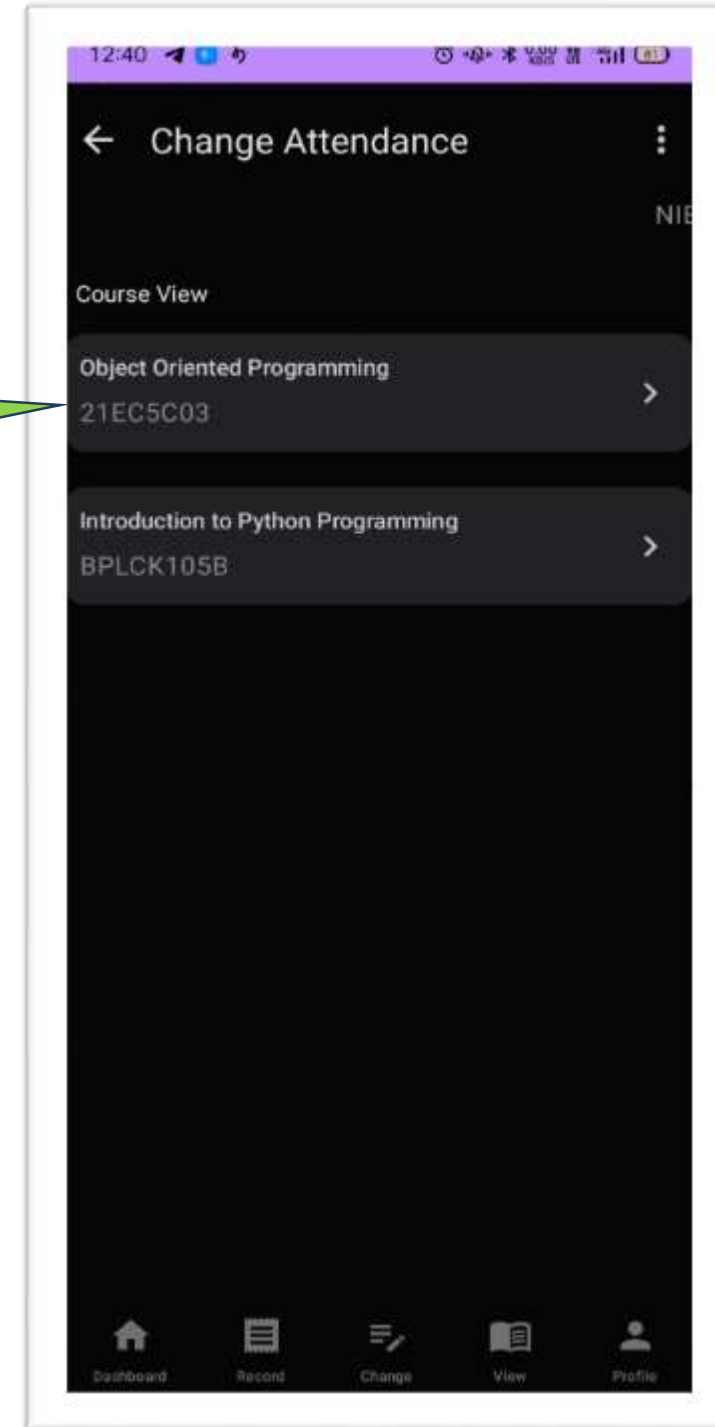 12:40
Change Attendance
NIE
Course View
Object Oriented Programming
21EC5C03
Introduction to Python Programming
BPLCK105B
Dashboard Record Change View Profile